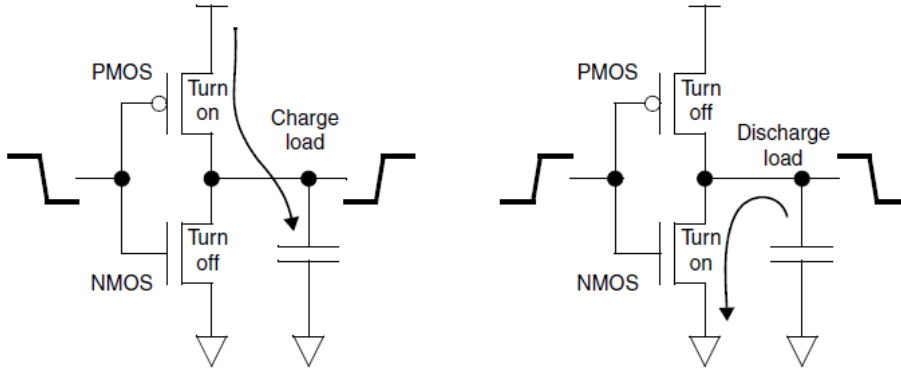 PMOS
Turn
on
Charge
load
Turn
off
NMOS
PMOS
Turn
off
Discharge
load
Turn
on
NMOS